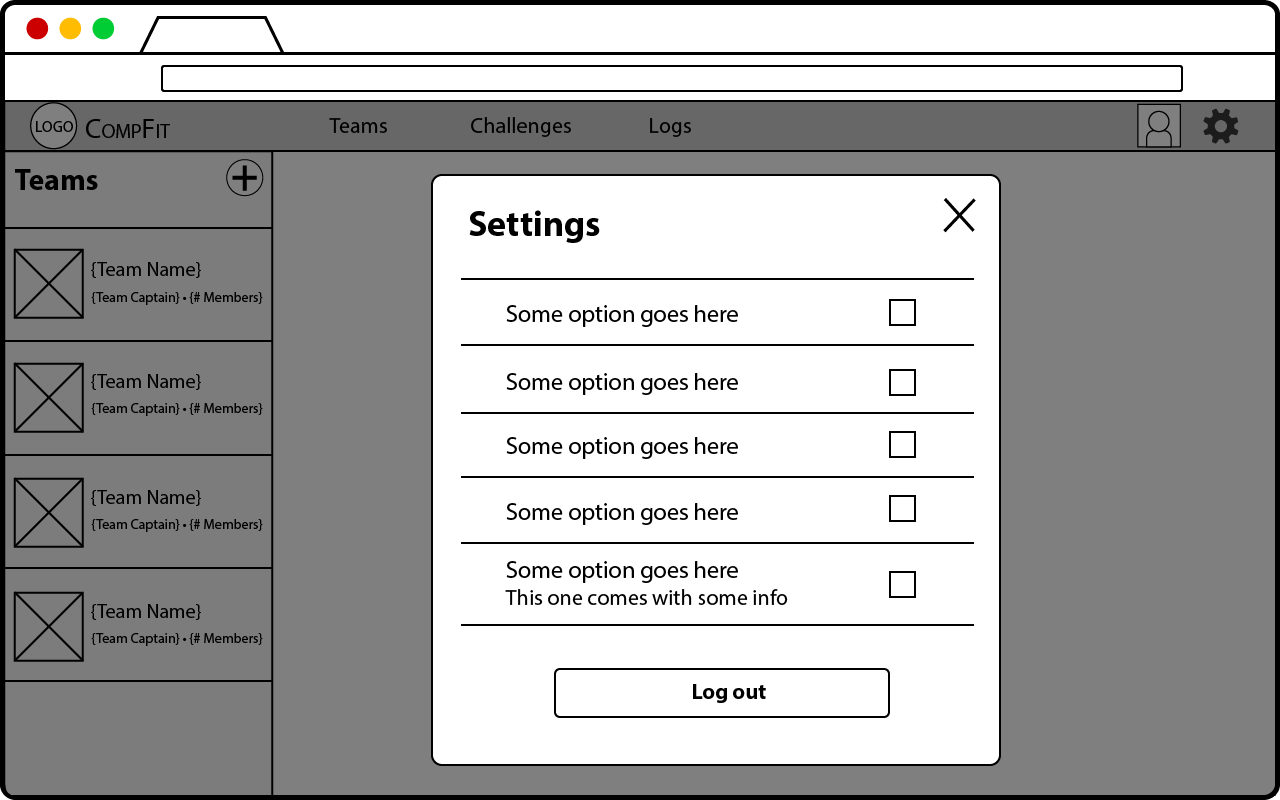 LOGO CompFit Teams Challenges Logs
Teams
{Team Name}
{Team Captain} • {# Members}
{Team Name}
{Team Captain} • {# Members}
{Team Name}
{Team Captain} • {# Members}
{Team Name}
{Team Captain} • {# Members}
Settings
Some option goes here
Some option goes here
Some option goes here
Some option goes here
Some option goes here
This one comes with some info
Log out